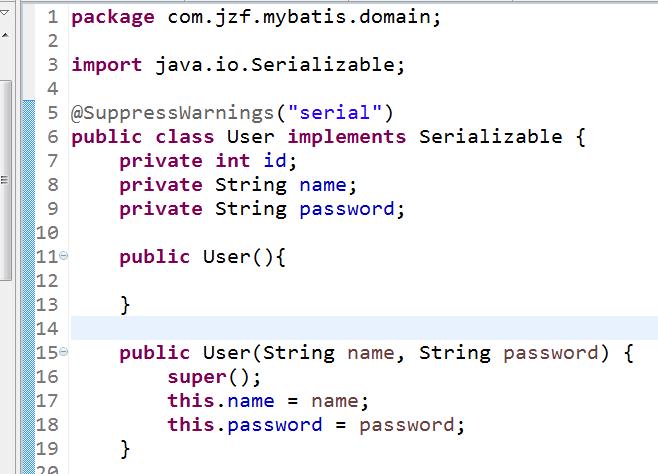 1 package com.jzf.mybatis.domain;
2
3 import java.io.Serializable;
4
5 @SuppressWarnings("serial")
6 public class User implements Serializable {
7     private int id;
8     private String name;
9     private String password;
10
11     public User(){
12
13     }
14
15     public User(String name, String password) {
16         super();
17         this.name = name;
18         this.password = password;
19     }
20